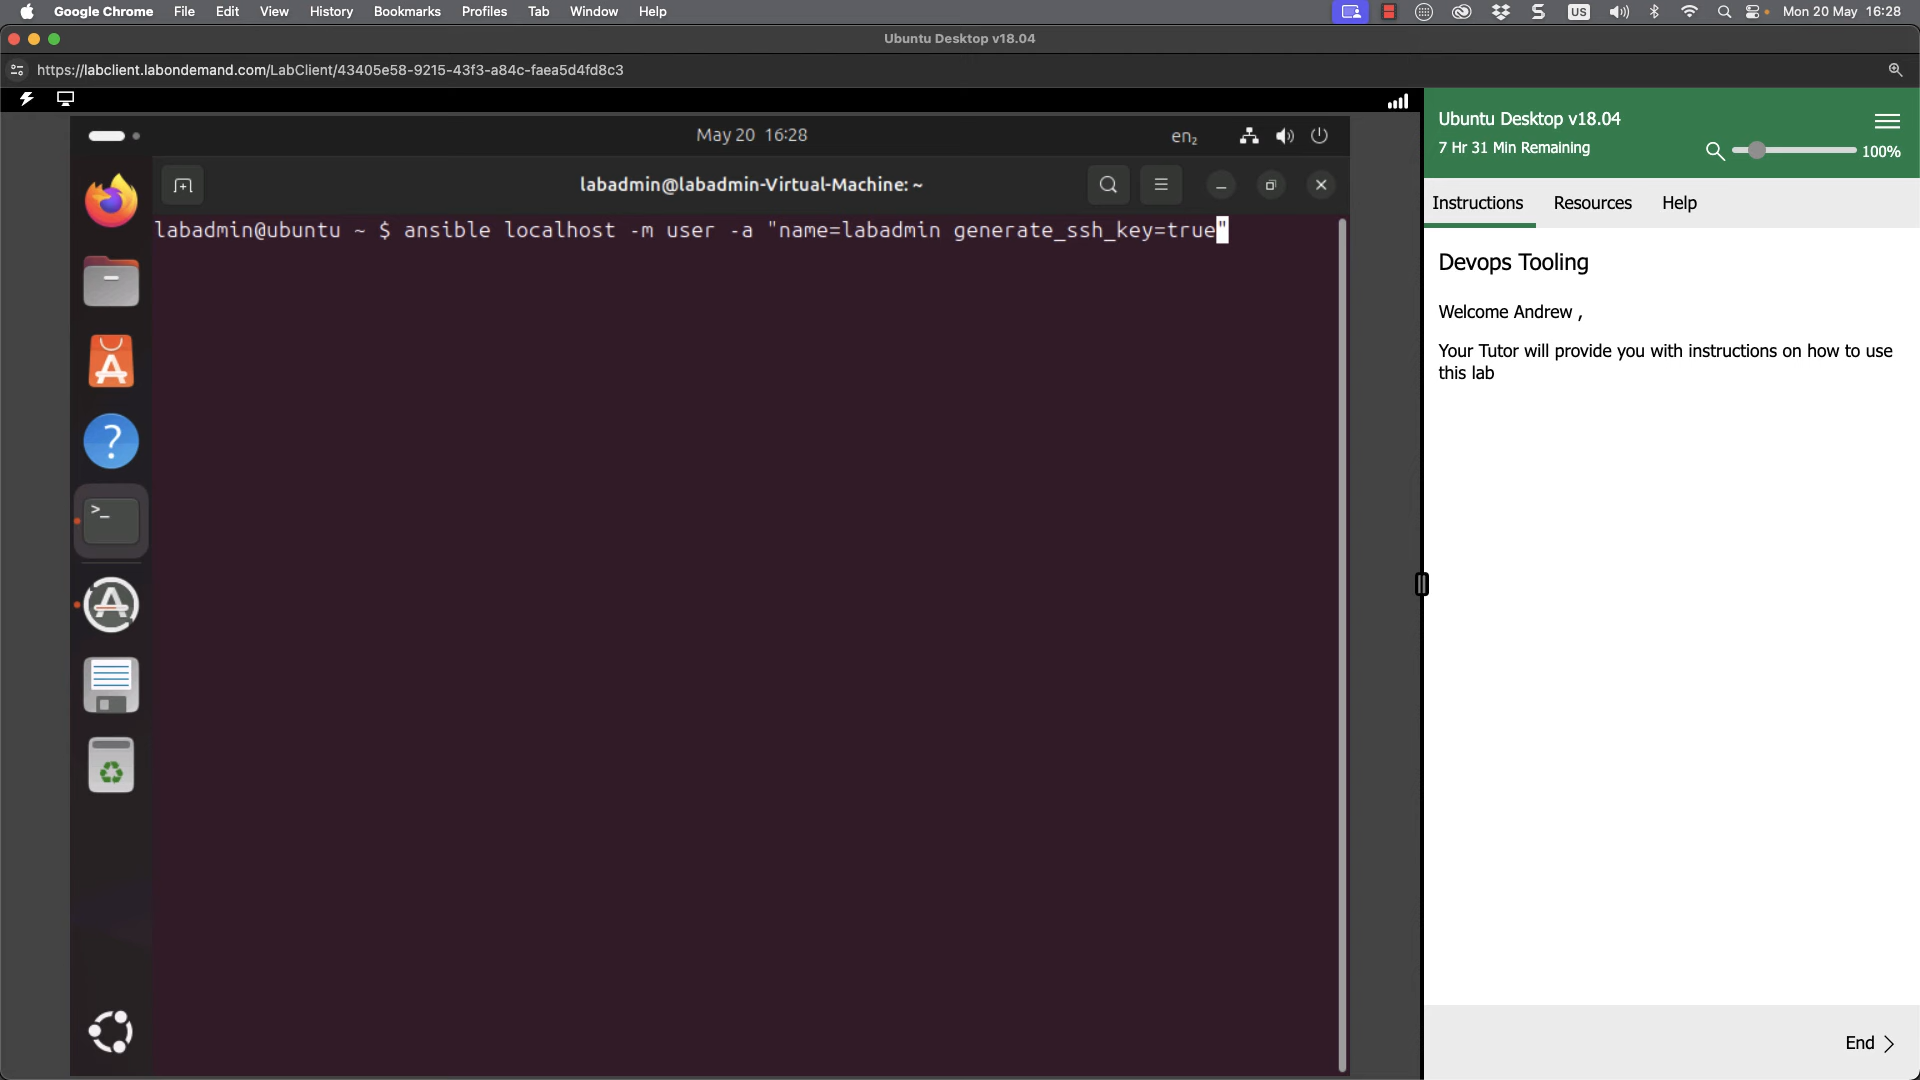 Google Chrome File Edit View History Bookmarks Profiles Tab Window Help US Mon 20 May 16:28
Ubuntu Desktop v18.04
https://labclient.labondemand.com/LabClient/43405e58-9215-43f3-a84c-faea5d4fd8c3
May 20 16:28 en₂
labadmin@labadmin-Virtual-Machine: ~
labadmin@ubuntu ~ $ ansible localhost -m user -a "name=labadmin generate_ssh_key=true"
Ubuntu Desktop v18.04
7 Hr 31 Min Remaining
100%
Instructions Resources Help
Devops Tooling
Welcome Andrew ,
Your Tutor will provide you with instructions on how to use
this lab
End